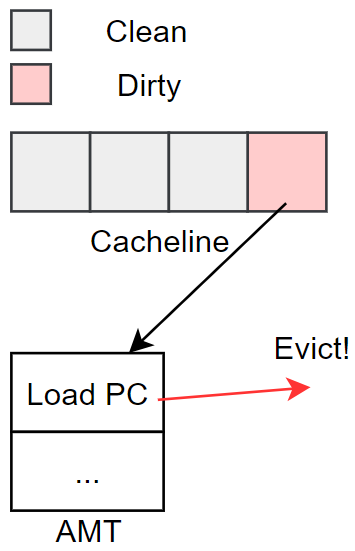 Clean
Dirty
Cacheline
Evict!
Load PC
...
AMT